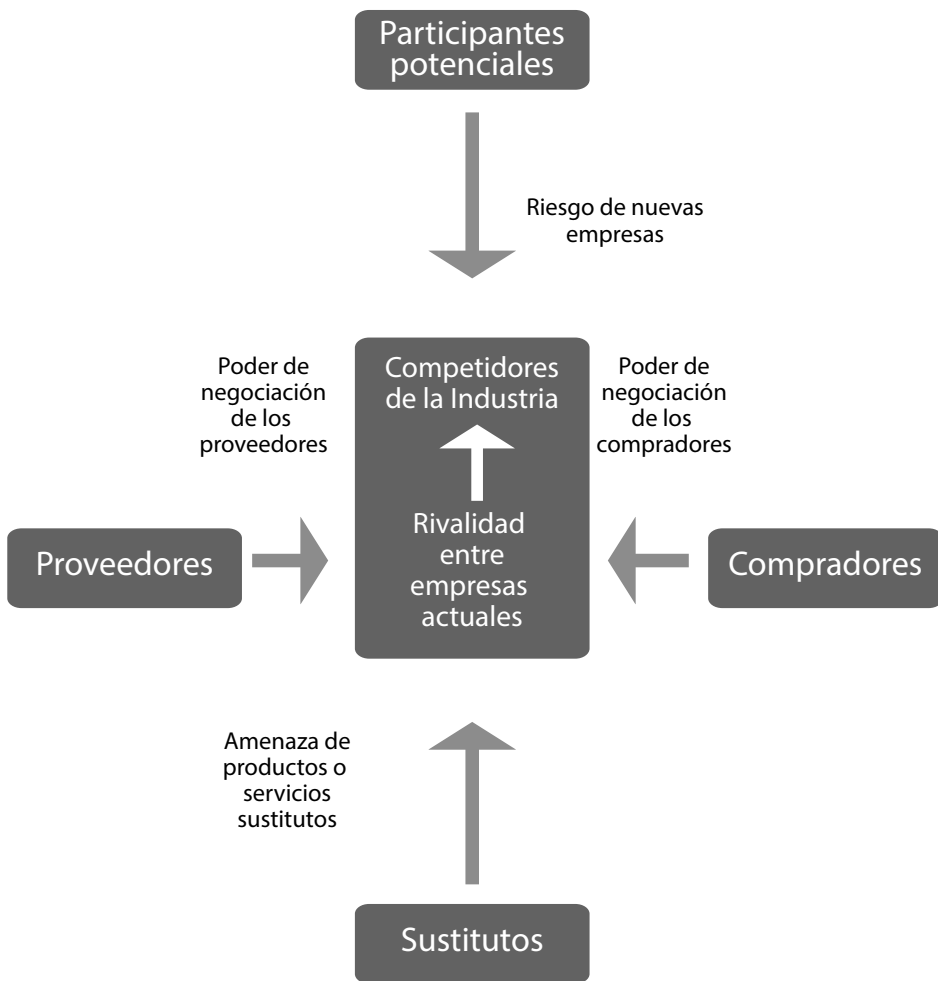 Participantes
potenciales
Riesgo de nuevas
empresas
Poder de
negociación
de los
proveedores
Competidores
de la Industria
Poder de
negociación
de los
compradores
Proveedores
Rivalidad
entre
empresas
actuales
Compradores
Amenaza de
productos o
servicios
sustitutos
Sustitutos